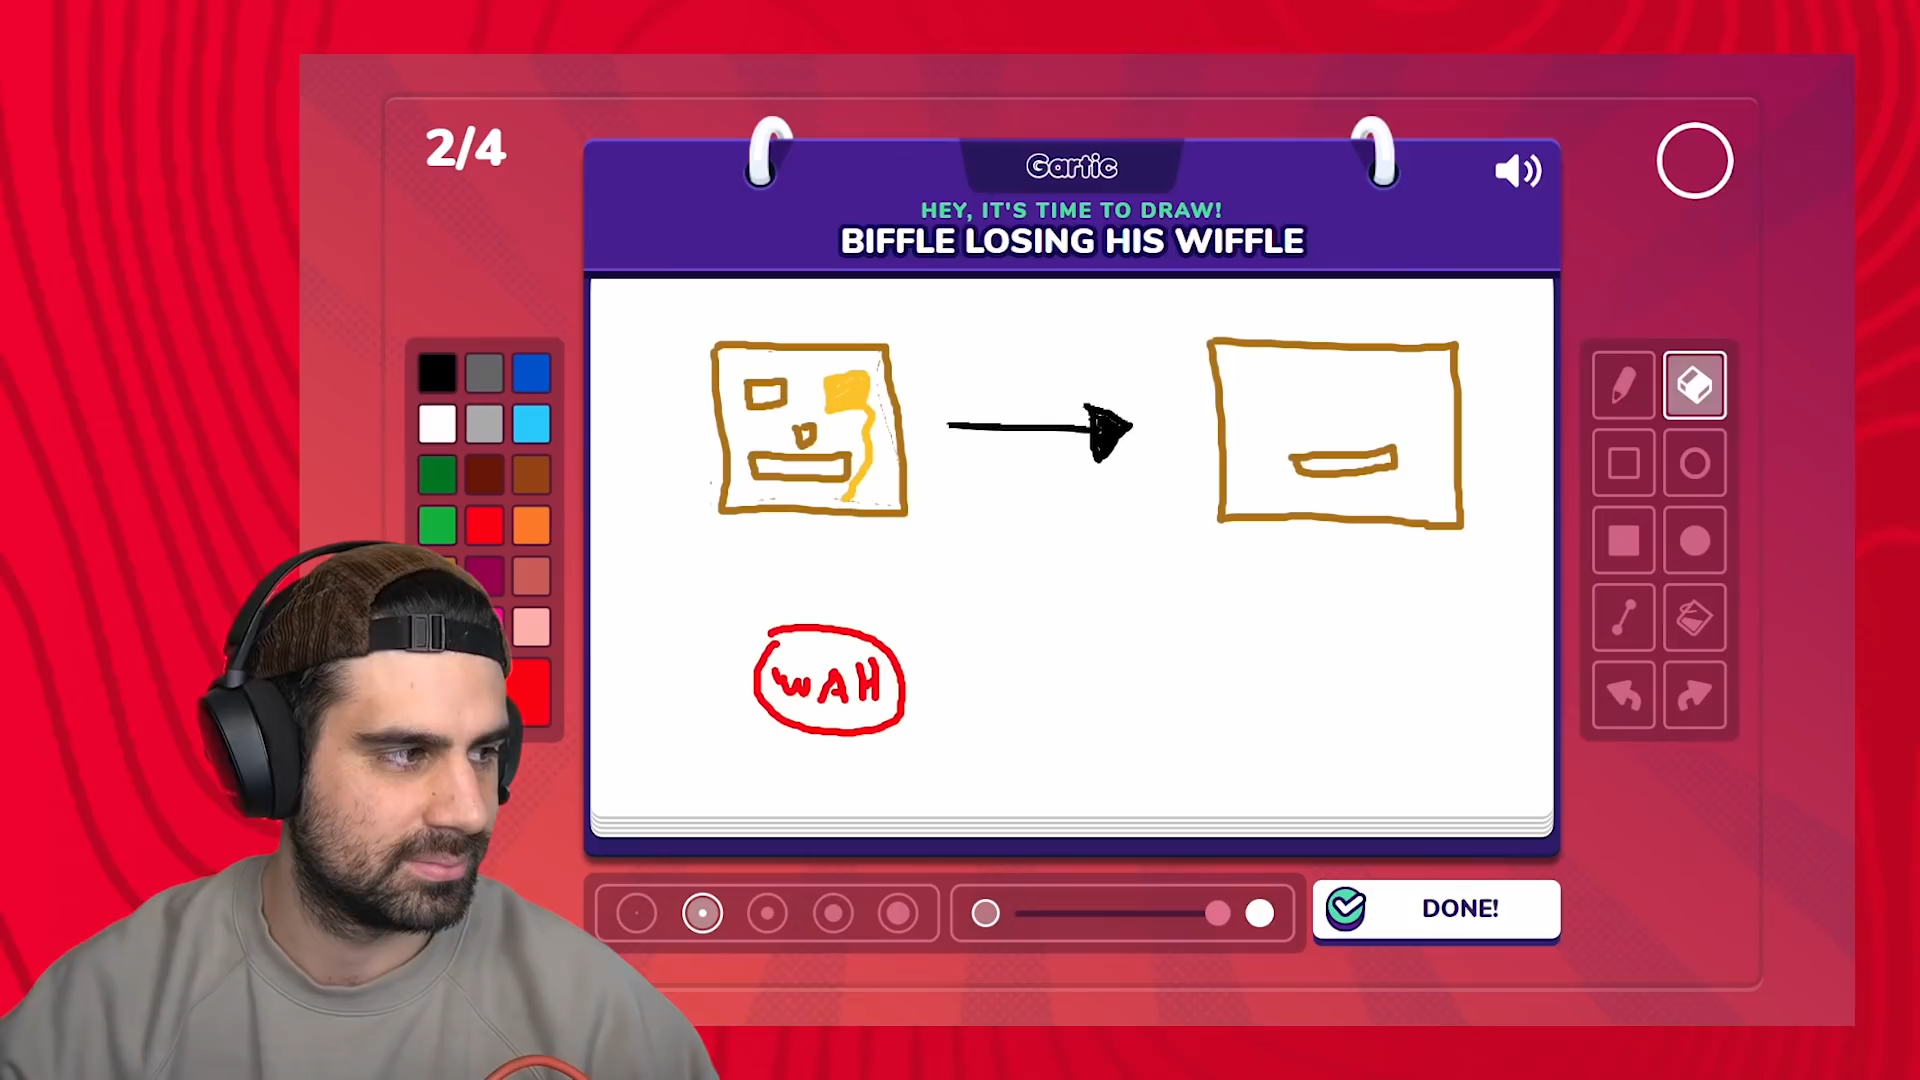 2/4
Gartic
HEY, IT'S TIME TO DRAW!
BIFFLE LOSING HIS WIFFLE
WAH
DONE!